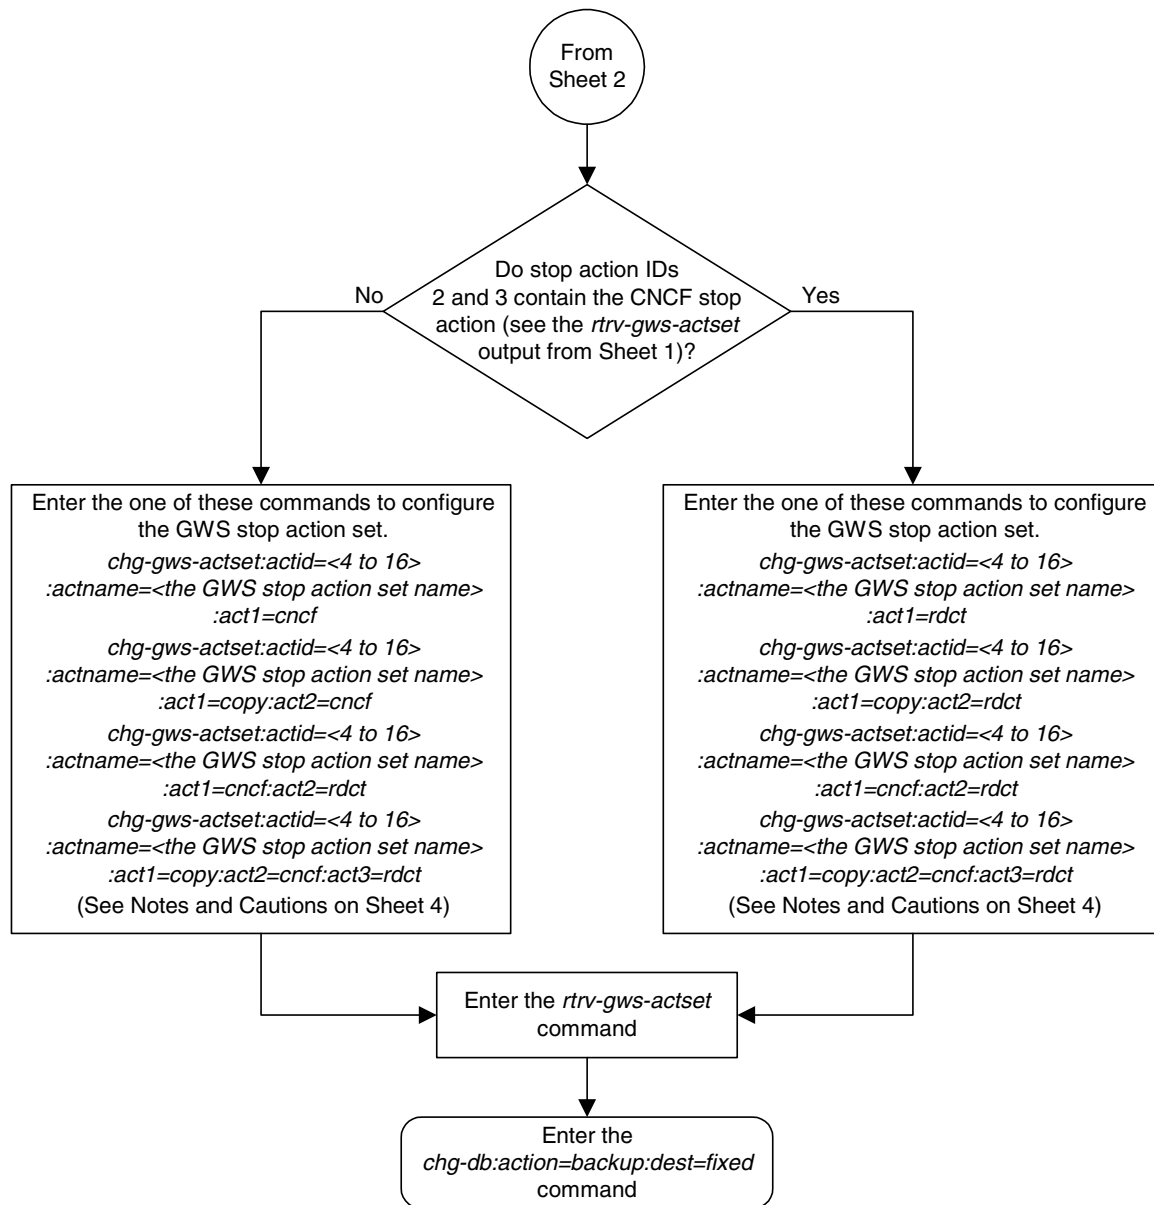 From
Sheet 2
Do stop action IDs
2 and 3 contain the CNCF stop
action (see the rtrv-gws-actset
output from Sheet 1)?
No
Yes
Enter the one of these commands to configure
the GWS stop action set.
chg-gws-actset:actid=<4 to 16>
:actname=<the GWS stop action set name>
:act1=cncf
chg-gws-actset:actid=<4 to 16>
:actname=<the GWS stop action set name>
:act1=copy:act2=cncf
chg-gws-actset:actid=<4 to 16>
:actname=<the GWS stop action set name>
:act1=cncf:act2=rdct
chg-gws-actset:actid=<4 to 16>
:actname=<the GWS stop action set name>
:act1=copy:act2=cncf:act3=rdct
(See Notes and Cautions on Sheet 4)
Enter the one of these commands to configure
the GWS stop action set.
chg-gws-actset:actid=<4 to 16>
:actname=<the GWS stop action set name>
:act1=rdct
chg-gws-actset:actid=<4 to 16>
:actname=<the GWS stop action set name>
:act1=copy:act2=rdct
chg-gws-actset:actid=<4 to 16>
:actname=<the GWS stop action set name>
:act1=cncf:act2=rdct
chg-gws-actset:actid=<4 to 16>
:actname=<the GWS stop action set name>
:act1=copy:act2=cncf:act3=rdct
(See Notes and Cautions on Sheet 4)
Enter the rtrv-gws-actset
command
Enter the
chg-db:action=backup:dest=fixed
command